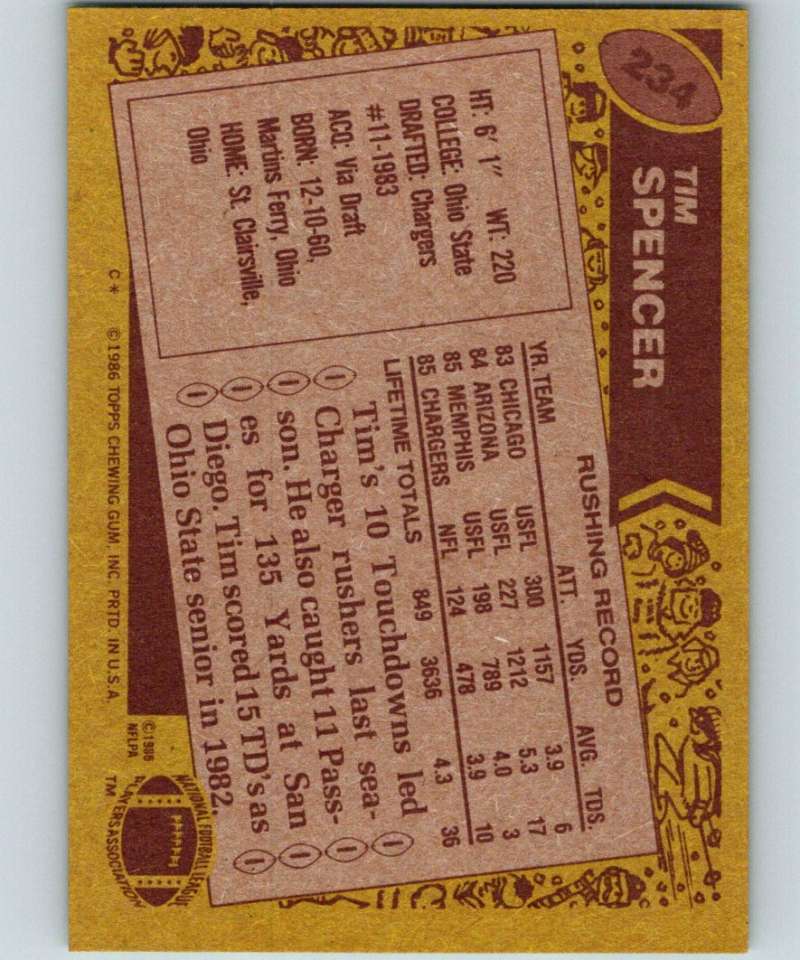 234
TIM
SPENCER
HT: 6' 1" WT: 220
COLLEGE: Ohio State
DRAFTED: Chargers
#11-1983
ACQ: Via Draft
BORN: 12-10-60,
Martins Ferry, Ohio
HOME: St. Clairsville,
Ohio
RUSHING RECORD
YR. TEAM ATT. YDS. AVG. TDS.
83 CHICAGO USFL 300 1157 3.9 6
84 ARIZONA USFL 227 1212 5.3 17
85 MEMPHIS USFL 198 789 4.0 3
85 CHARGERS NFL 124 478 3.9 10
LIFETIME TOTALS 849 3636 4.3 36
Tim's 10 Touchdowns led
Charger rushers last sea-
son. He also caught 11 Pass-
es for 135 Yards at San
Diego. Tim scored 15 TD's as
Ohio State senior in 1982.
C* ©1986 TOPPS CHEWING GUM, INC. PRTD. IN U.S.A.
©1986
NFLPA
NATIONAL FOOTBALL LEAGUE
PLAYERS ASSOCIATION
TM